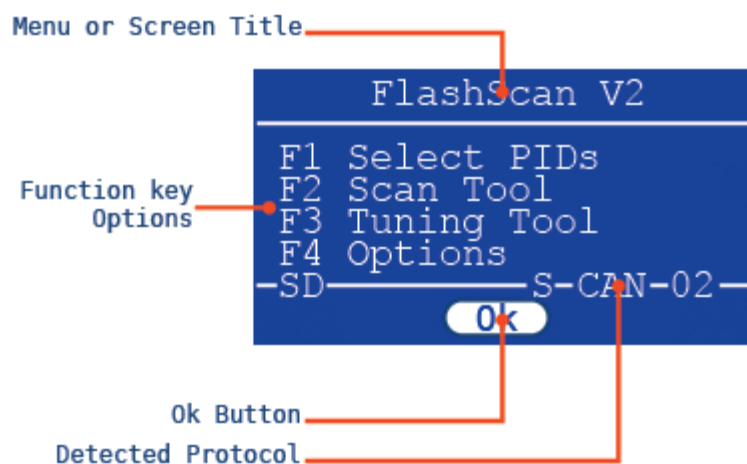 Menu or Screen Title
FlashScan V2
F1 Select PIDs
F2 Scan Tool
F3 Tuning Tool
F4 Options
Function key
Options
SD S-CAN-02
Ok
Ok Button
Detected Protocol